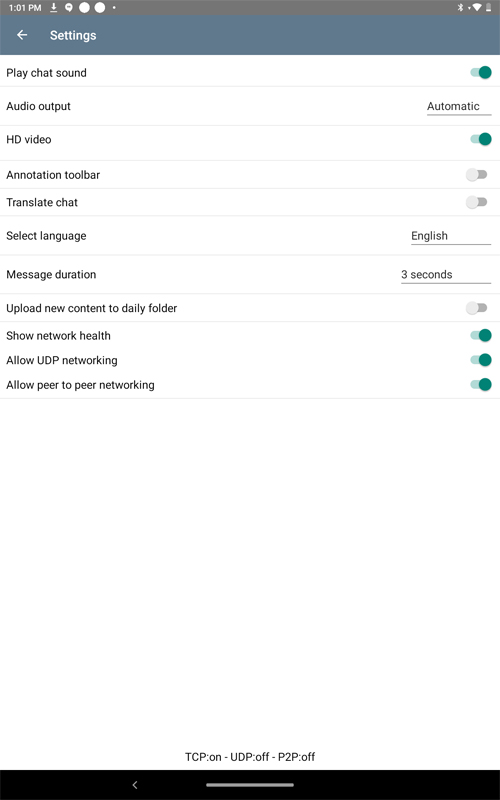 1:01 PM
Settings
Play chat sound
Audio output Automatic
HD video
Annotation toolbar
Translate chat
Select language English
Message duration 3 seconds
Upload new content to daily folder
Show network health
Allow UDP networking
Allow peer to peer networking
TCP:on - UDP:off - P2P:off